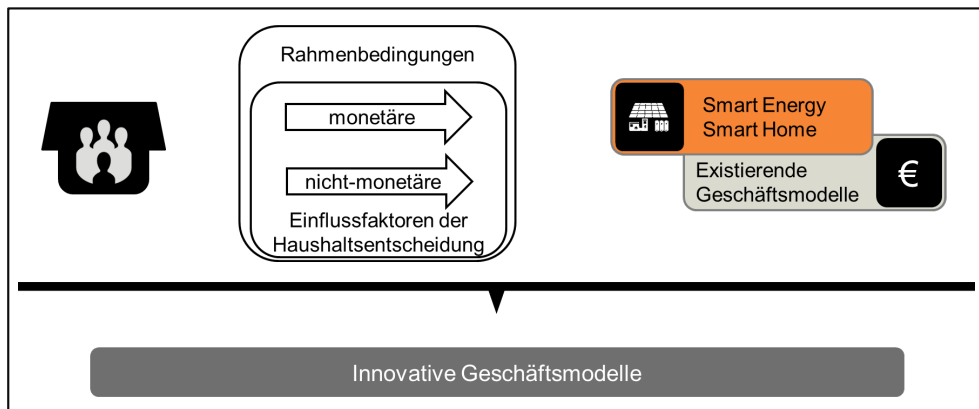 Rahmenbedingungen
monetäre
nicht-monetäre
Einflussfaktoren der
Haushaltsentscheidung
Smart Energy
Smart Home
Existierende
Geschäftsmodelle
€
Innovative Geschäftsmodelle